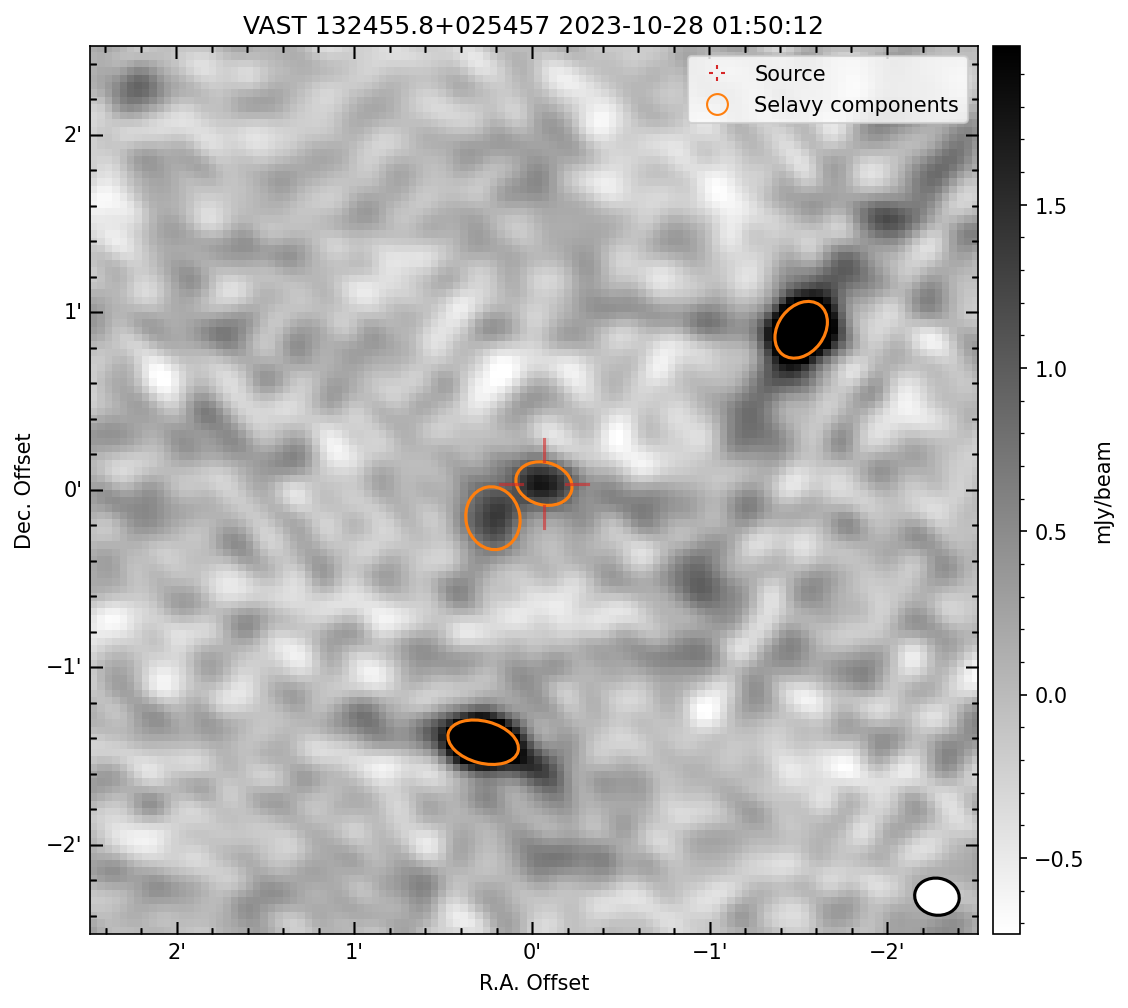 VAST 132455.8+025457 2023-10-28 01:50:12
Source
Selavy components
2'
1'
0'
−1'
−2'
Dec. Offset
2'
1'
0'
−1'
−2'
R.A. Offset
1.5
1.0
0.5
0.0
−0.5
mJy/beam